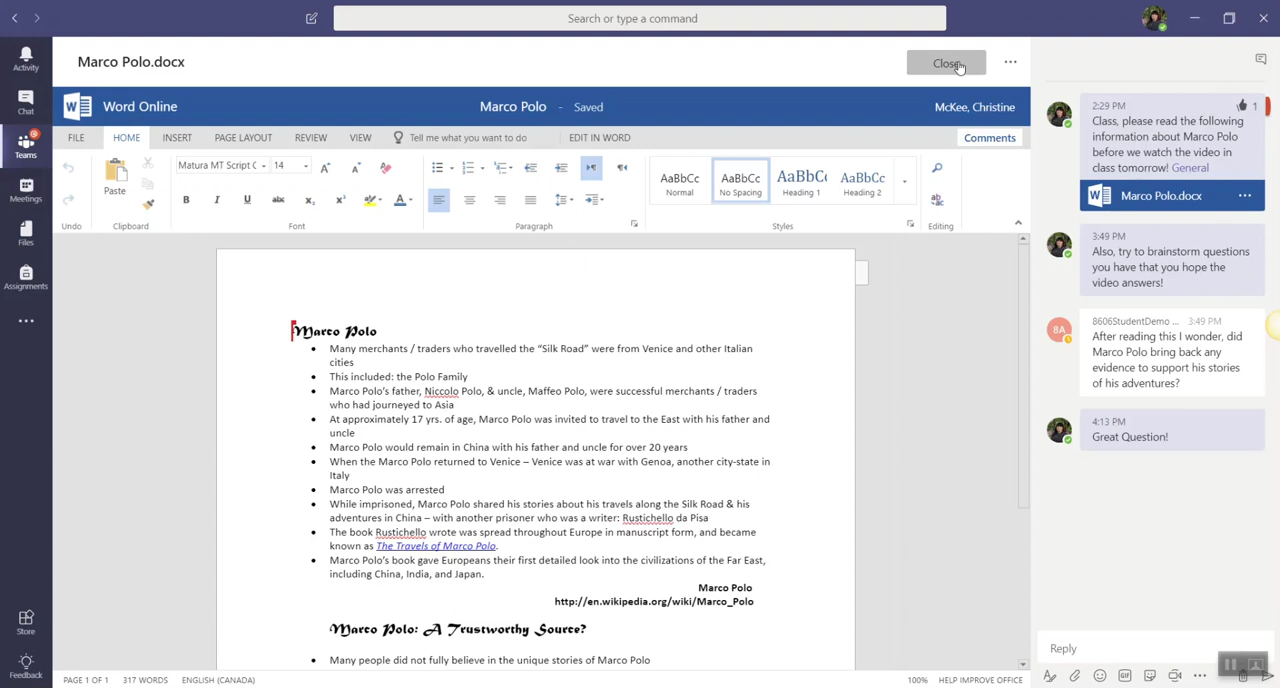 Search or type a command
Activity
Chat
Teams
Meetings
Files
Assignments
Store
Feedback
Marco Polo.docx
Close
Word Online
Marco Polo - Saved
McKee, Christine
FILE HOME INSERT PAGE LAYOUT REVIEW VIEW Tell me what you want to do EDIT IN WORD Comments
Matura MT Script C 14
Paste
B I U abc X₂ X² A
AaBbCc AaBbCc AaBbCc AaBbCc
Normal No Spacing Heading 1 Heading 2
Undo Clipboard Font Paragraph Styles Editing
Marco Polo
• Many merchants / traders who travelled the “Silk Road” were from Venice and other Italian
cities
• This included: the Polo Family
• Marco Polo’s father, Niccolo Polo, & uncle, Maffeo Polo, were successful merchants / traders
who had journeyed to Asia
• At approximately 17 yrs. of age, Marco Polo was invited to travel to the East with his father and
uncle
• Marco Polo would remain in China with his father and uncle for over 20 years
• When the Marco Polo returned to Venice – Venice was at war with Genoa, another city-state in
Italy
• Marco Polo was arrested
• While imprisoned, Marco Polo shared his stories about his travels along the Silk Road & his
adventures in China – with another prisoner who was a writer: Rustichello da Pisa
• The book Rustichello wrote was spread throughout Europe in manuscript form, and became
known as The Travels of Marco Polo.
• Marco Polo’s book gave Europeans their first detailed look into the civilizations of the Far East,
including China, India, and Japan.
Marco Polo
http://en.wikipedia.org/wiki/Marco_Polo
Marco Polo: A Trustworthy Source?
• Many people did not fully believe in the unique stories of Marco Polo
PAGE 1 OF 1 317 WORDS ENGLISH (CANADA) 100% HELP IMPROVE OFFICE
2:29 PM 1
Class, please read the following
information about Marco Polo
before we watch the video in
class tomorrow! General
Marco Polo.docx
3:49 PM
Also, try to brainstorm questions
you have that you hope the
video answers!
8A
8606StudentDemo ... 3:49 PM
After reading this I wonder, did
Marco Polo bring back any
evidence to support his stories
of his adventures?
4:13 PM
Great Question!
Reply
GIF